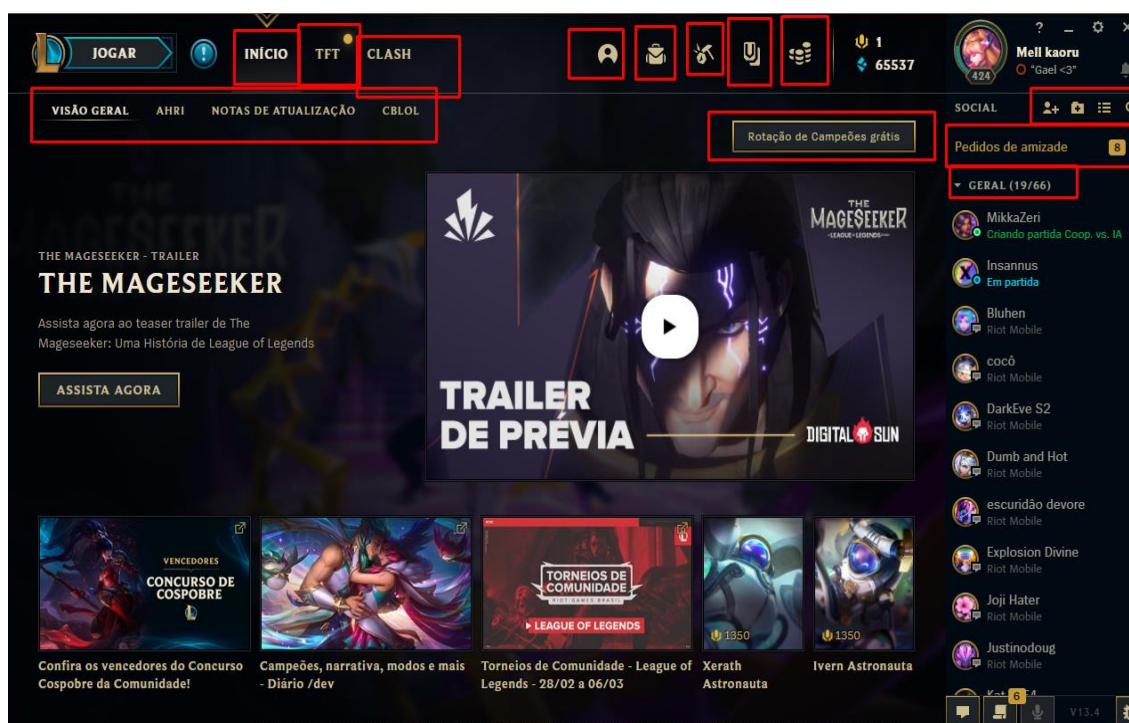 JOGAR
INÍCIO
TFT
CLASH
1
65537
?
424
Mell kaoru
"Gael <3"
VISÃO GERAL
AHRI
NOTAS DE ATUALIZAÇÃO
CBLOL
Rotação de Campeões grátis
THE MAGESEEKER - TRAILER
THE MAGESEEKER
Assista agora ao teaser trailer de The
Mageseeker: Uma História de League of Legends
ASSISTA AGORA
THE
MAGESEEKER
-LEAGUE OF LEGENDS-
TRAILER
DE PRÉVIA
DIGITAL SUN
VENCEDORES
CONCURSO DE
COSPOBRE
Confira os vencedores do Concurso
Cospobre da Comunidade!
Campeões, narrativa, modos e mais
- Diário /dev
TORNEIOS DE
COMUNIDADE
RIOT GAMES BRASIL
LEAGUE OF LEGENDS
Torneios de Comunidade - League of
Legends - 28/02 a 06/03
1350
Xerath
Astronauta
1350
Ivern Astronauta
SOCIAL
Pedidos de amizade
8
GERAL (19/66)
MikkaZeri
Criando partida Coop. vs. IA
Insannus
Em partida
Bluhen
Riot Mobile
cocô
Riot Mobile
DarkEve S2
Riot Mobile
Dumb and Hot
Riot Mobile
escuridão devore
Riot Mobile
Explosion Divine
Riot Mobile
Joji Hater
Riot Mobile
Justinodoug
Riot Mobile
6
V13.4